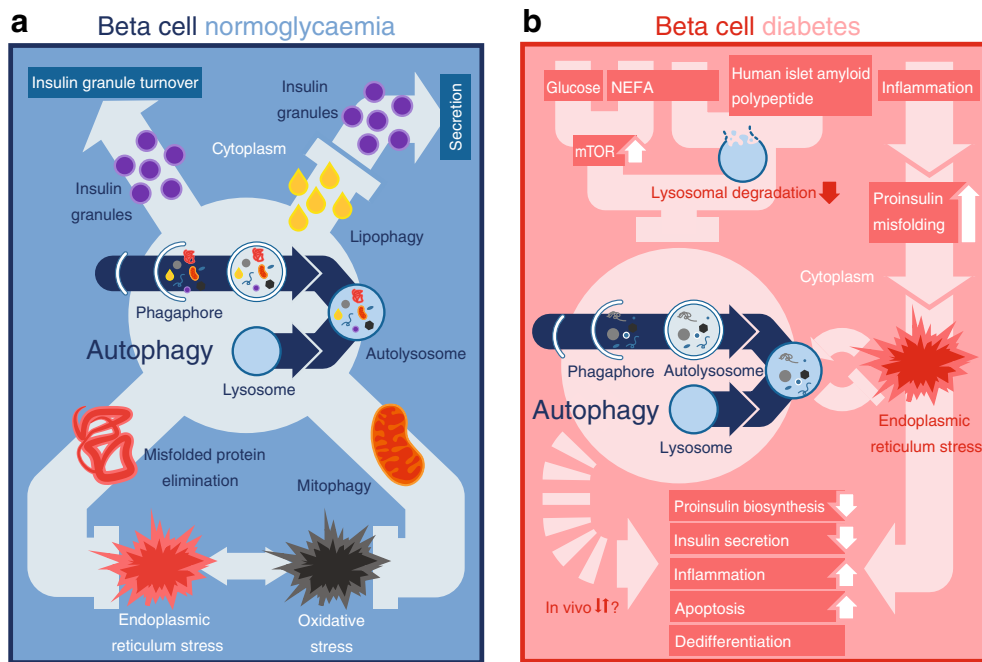 a
Beta cell normoglycaemia
Insulin granule turnover
Insulin
granules
Secretion
Cytoplasm
Insulin
granules
Lipophagy
Phagaphore
Autophagy
Autolysosome
Lysosome
Misfolded protein
elimination
Mitophagy
Endoplasmic
reticulum stress
Oxidative
stress
b
Beta cell diabetes
Glucose
NEFA
Human islet amyloid
polypeptide
Inflammation
mTOR
Lysosomal degradation
Proinsulin
misfolding
Cytoplasm
Phagaphore
Autolysosome
Autophagy
Lysosome
Endoplasmic
reticulum stress
Proinsulin biosynthesis
Insulin secretion
Inflammation
In vivo ?
Apoptosis
Dedifferentiation